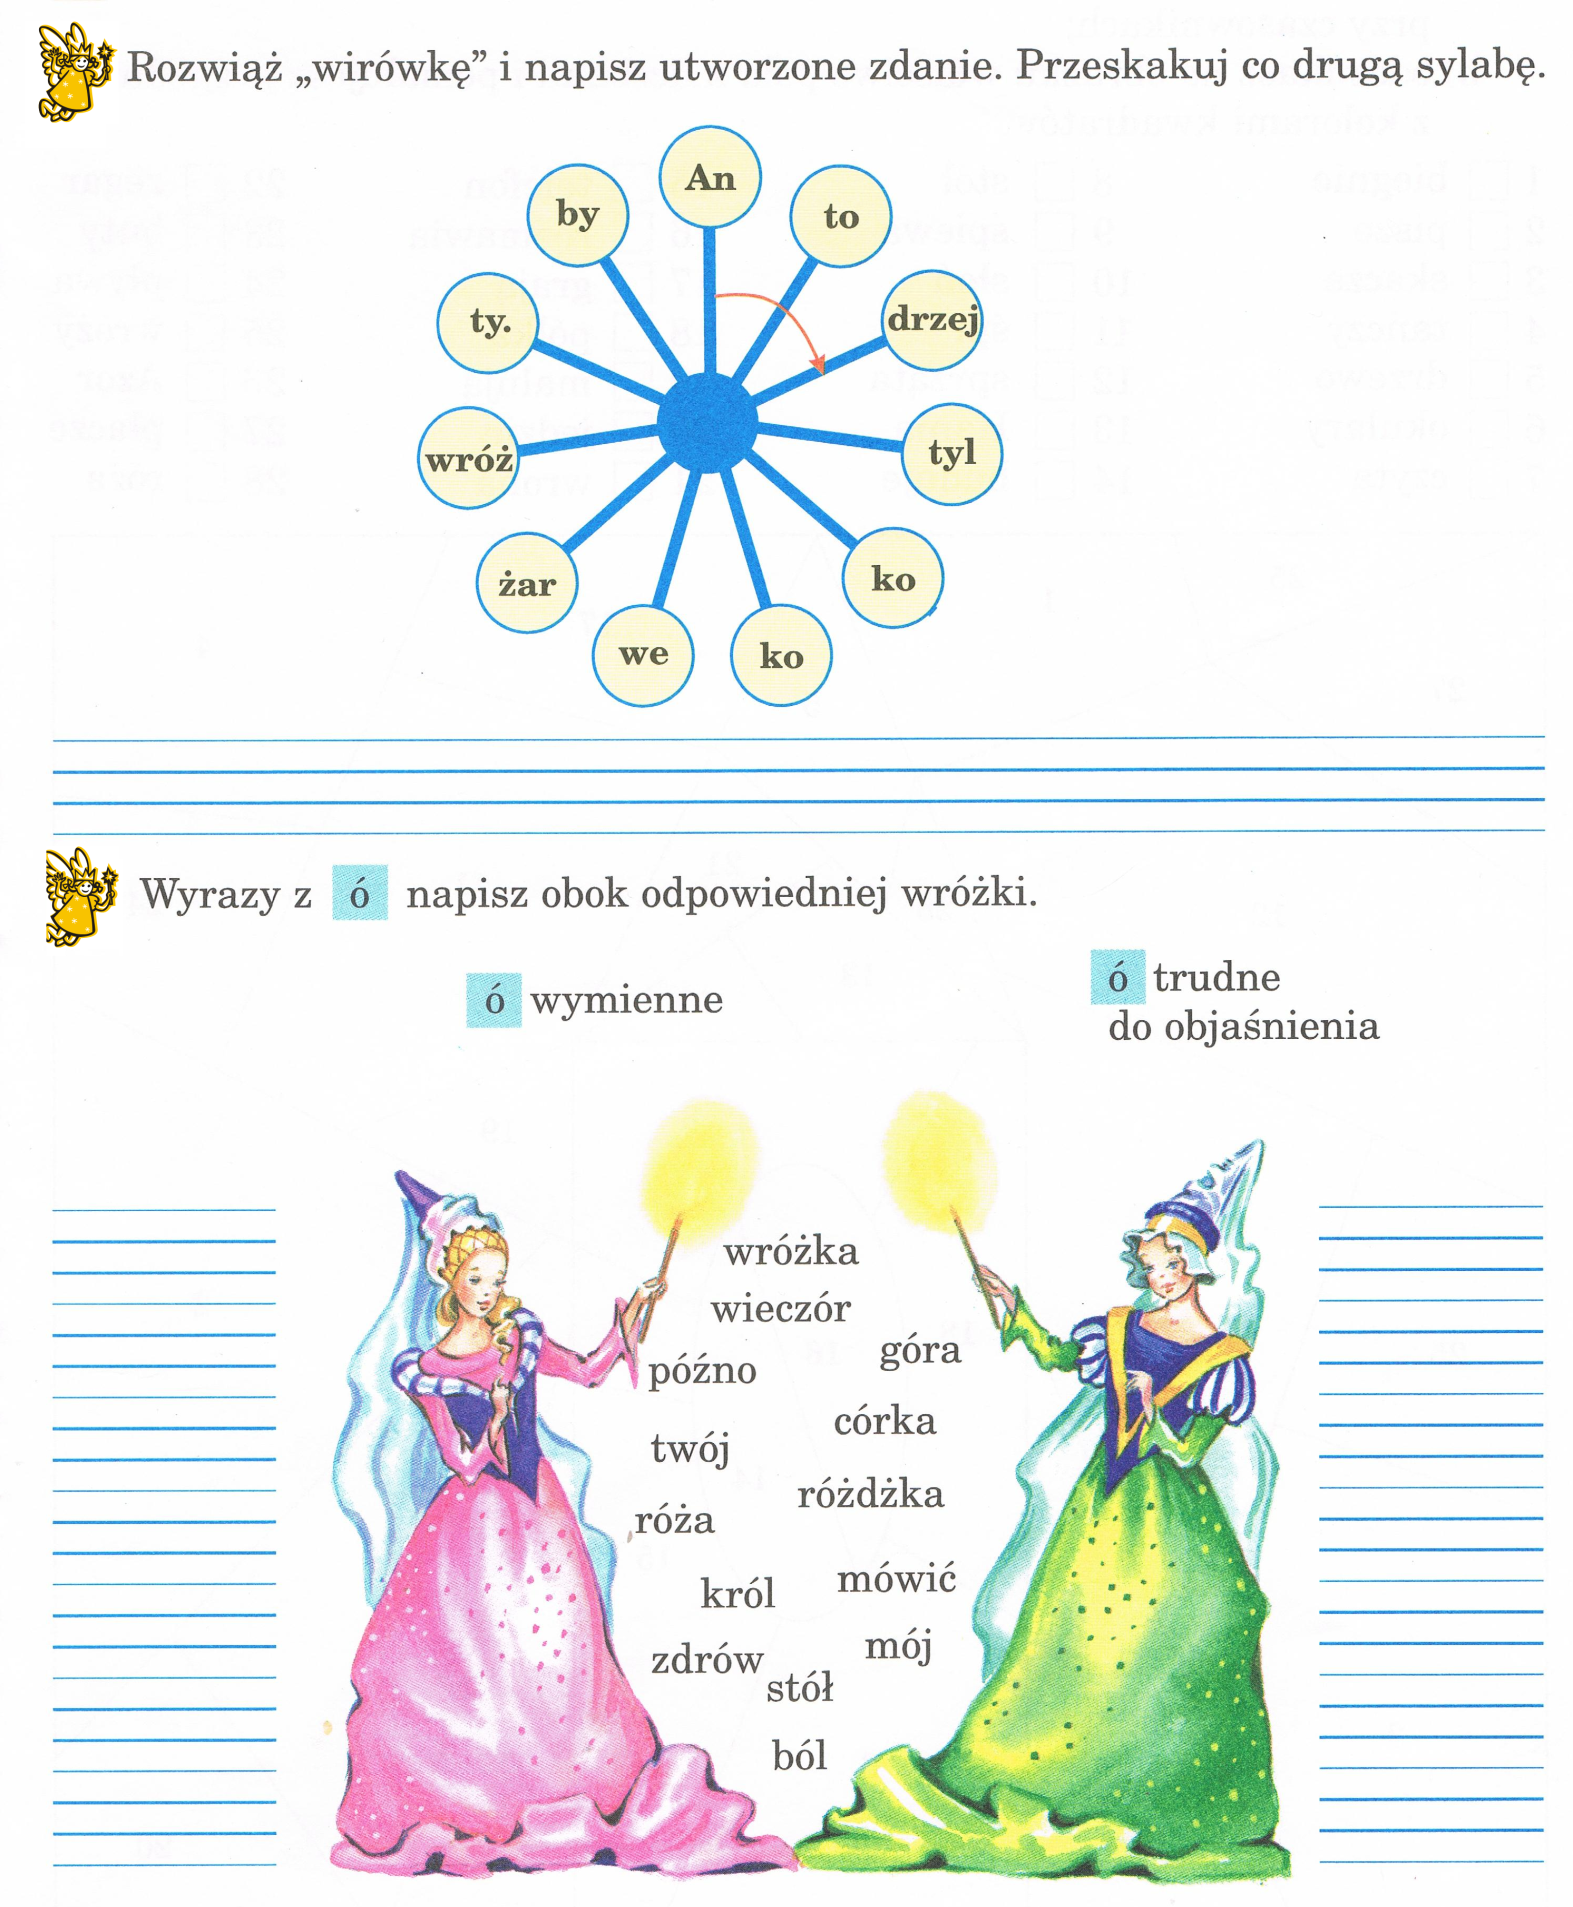 Rozwiąż „wirówkę” i napisz utworzone zdanie. Przeskakuj co drugą sylabę.
An
to
drzej
tyl
ko
ko
we
żar
wróż
ty.
by
Wyrazy z ó napisz obok odpowiedniej wróżki.
ó wymienne
ó trudne
do objaśnienia
wróżka
wieczór
góra
późno
córka
twój
różdżka
róża
mówić
król
mój
zdrów
stół
ból